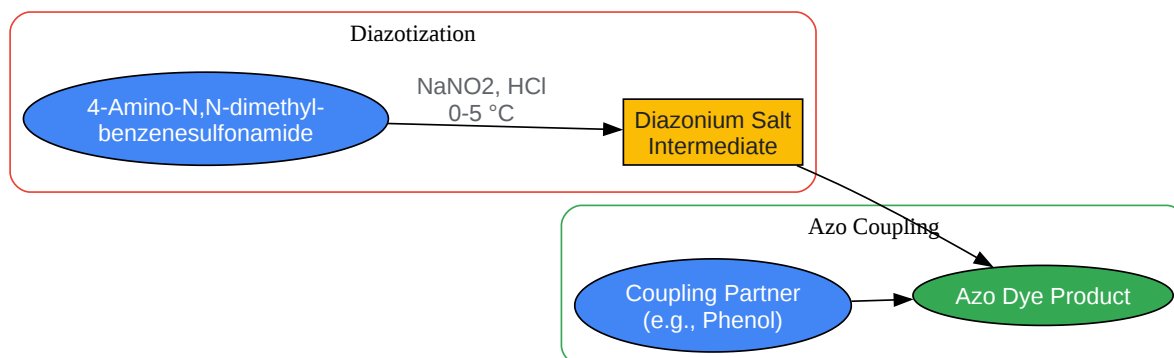 Diazotization
4-Amino-N,N-dimethyl-
benzenesulfonamide
NaNO2, HCl
0-5 °C
Diazonium Salt
Intermediate
Azo Coupling
Coupling Partner
(e.g., Phenol)
Azo Dye Product